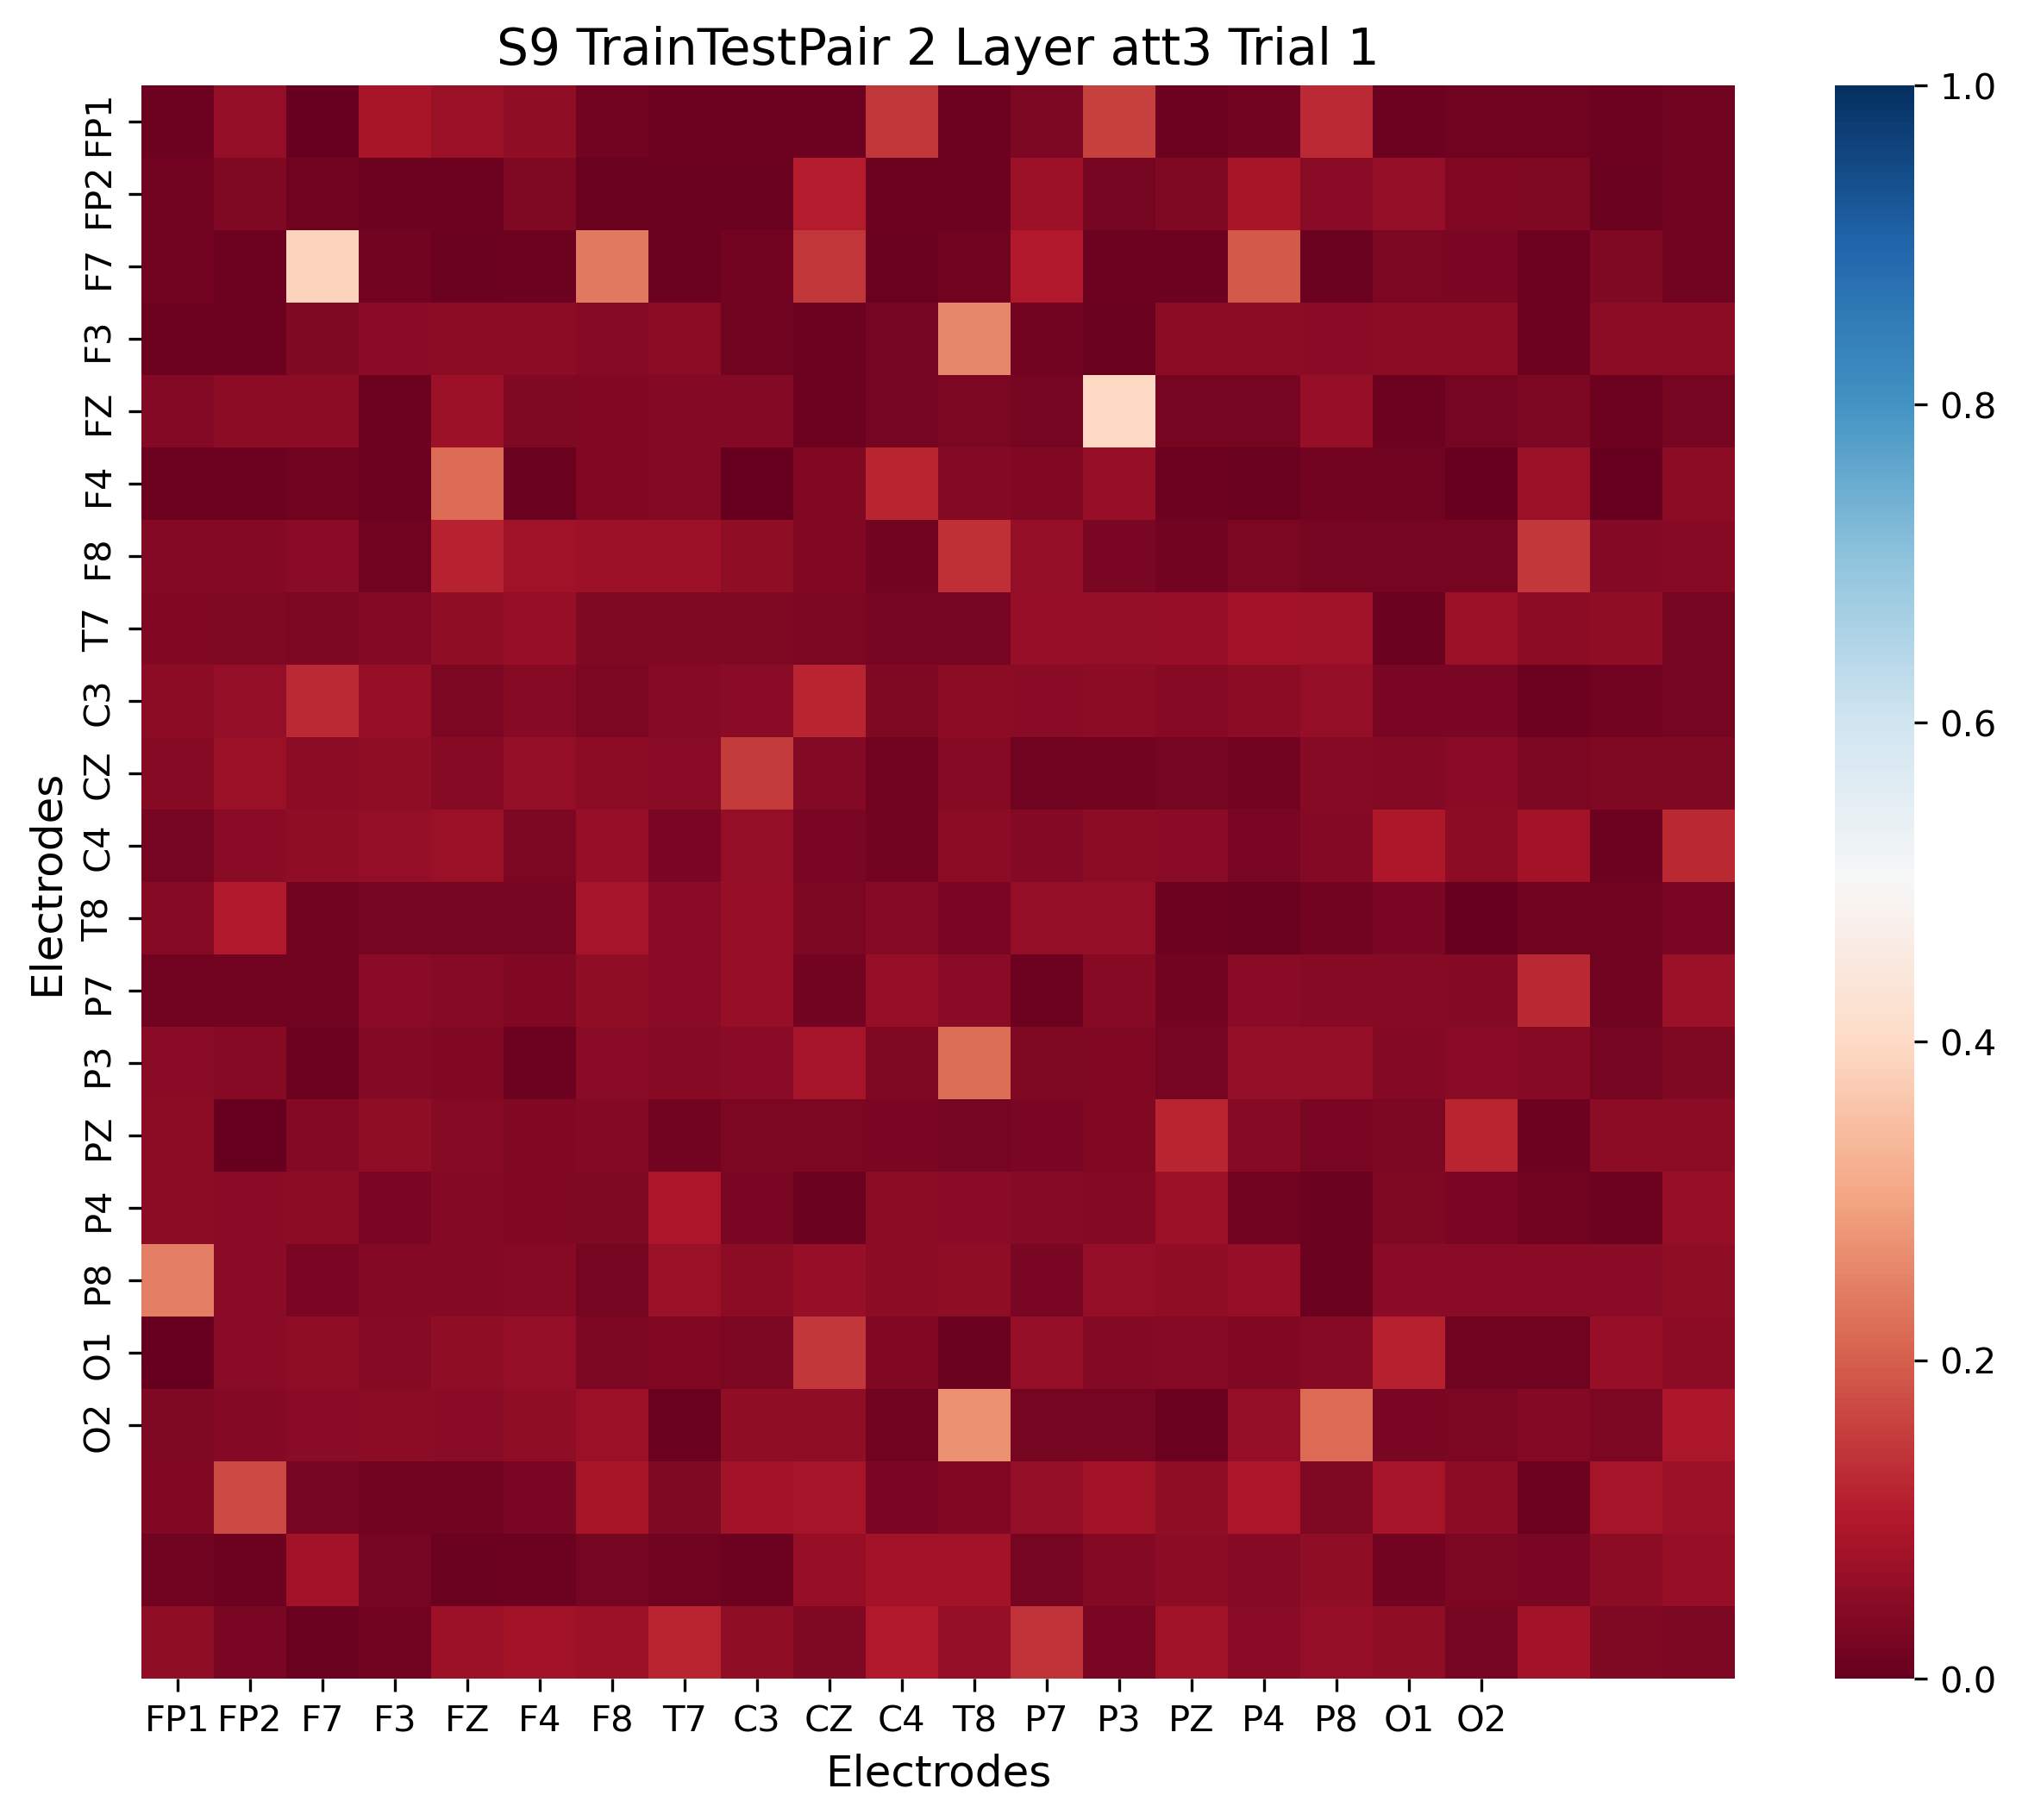 S9 TrainTestPair 2 Layer att3 Trial 1
Electrodes
FP1
FP2
F7
F3
FZ
F4
F8
T7
C3
CZ
C4
T8
P7
P3
PZ
P4
P8
O1
O2
1.0
0.8
0.6
0.4
0.2
0.0
FP1 FP2 F7 F3 FZ F4 F8 T7 C3 CZ C4 T8 P7 P3 PZ P4 P8 O1 O2
Electrodes